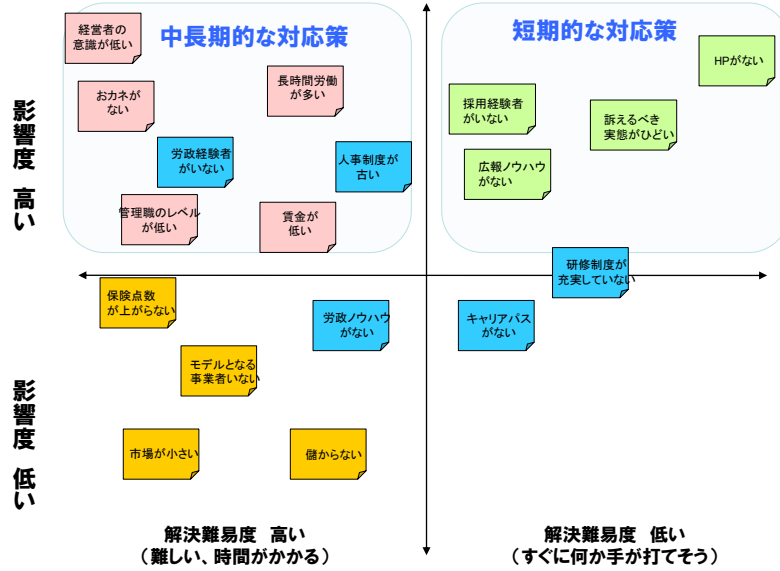 中長期的な対応策
短期的な対応策
影響度 高い
経営者の
意識が低い
おカネが
ない
長時間労働
が多い
労政経験者
がいない
人事制度が
古い
管理職のレベル
が低い
賃金が
低い
HPがない
採用経験者
がいない
訴えるべき
実態がひどい
広報ノウハウ
がない
研修制度が
充実していない
影響度 低い
保険点数
が上がらない
労政ノウハウ
がない
キャリアパス
がない
モデルとなる
事業者いない
市場が小さい
儲からない
解決難易度 高い
(難しい、時間がかかる)
解決難易度 低い
(すぐに何か手が打てそう)